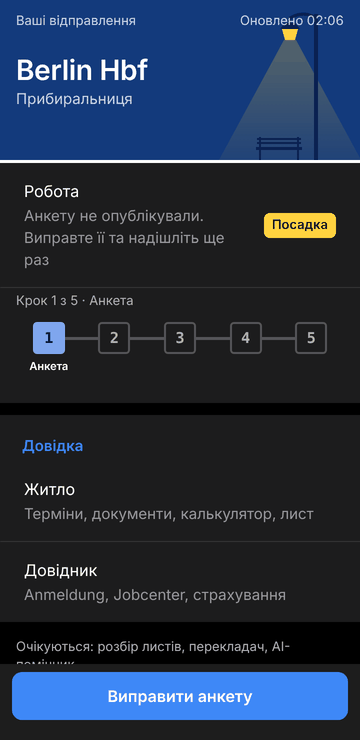 Ваші відправлення
Оновлено 02:06
Berlin Hbf
Прибиральниця
Робота
Анкету не опублікували.
Виправте її та надішліть ще
раз
Посадка
Крок 1 з 5 · Анкета
1 2 3 4 5
Анкета
Довідка
Житло
Терміни, документи, калькулятор, лист
Довідник
Anmeldung, Jobcenter, страхування
Очікуються: розбір листів, перекладач, AI-
Виправити анкету